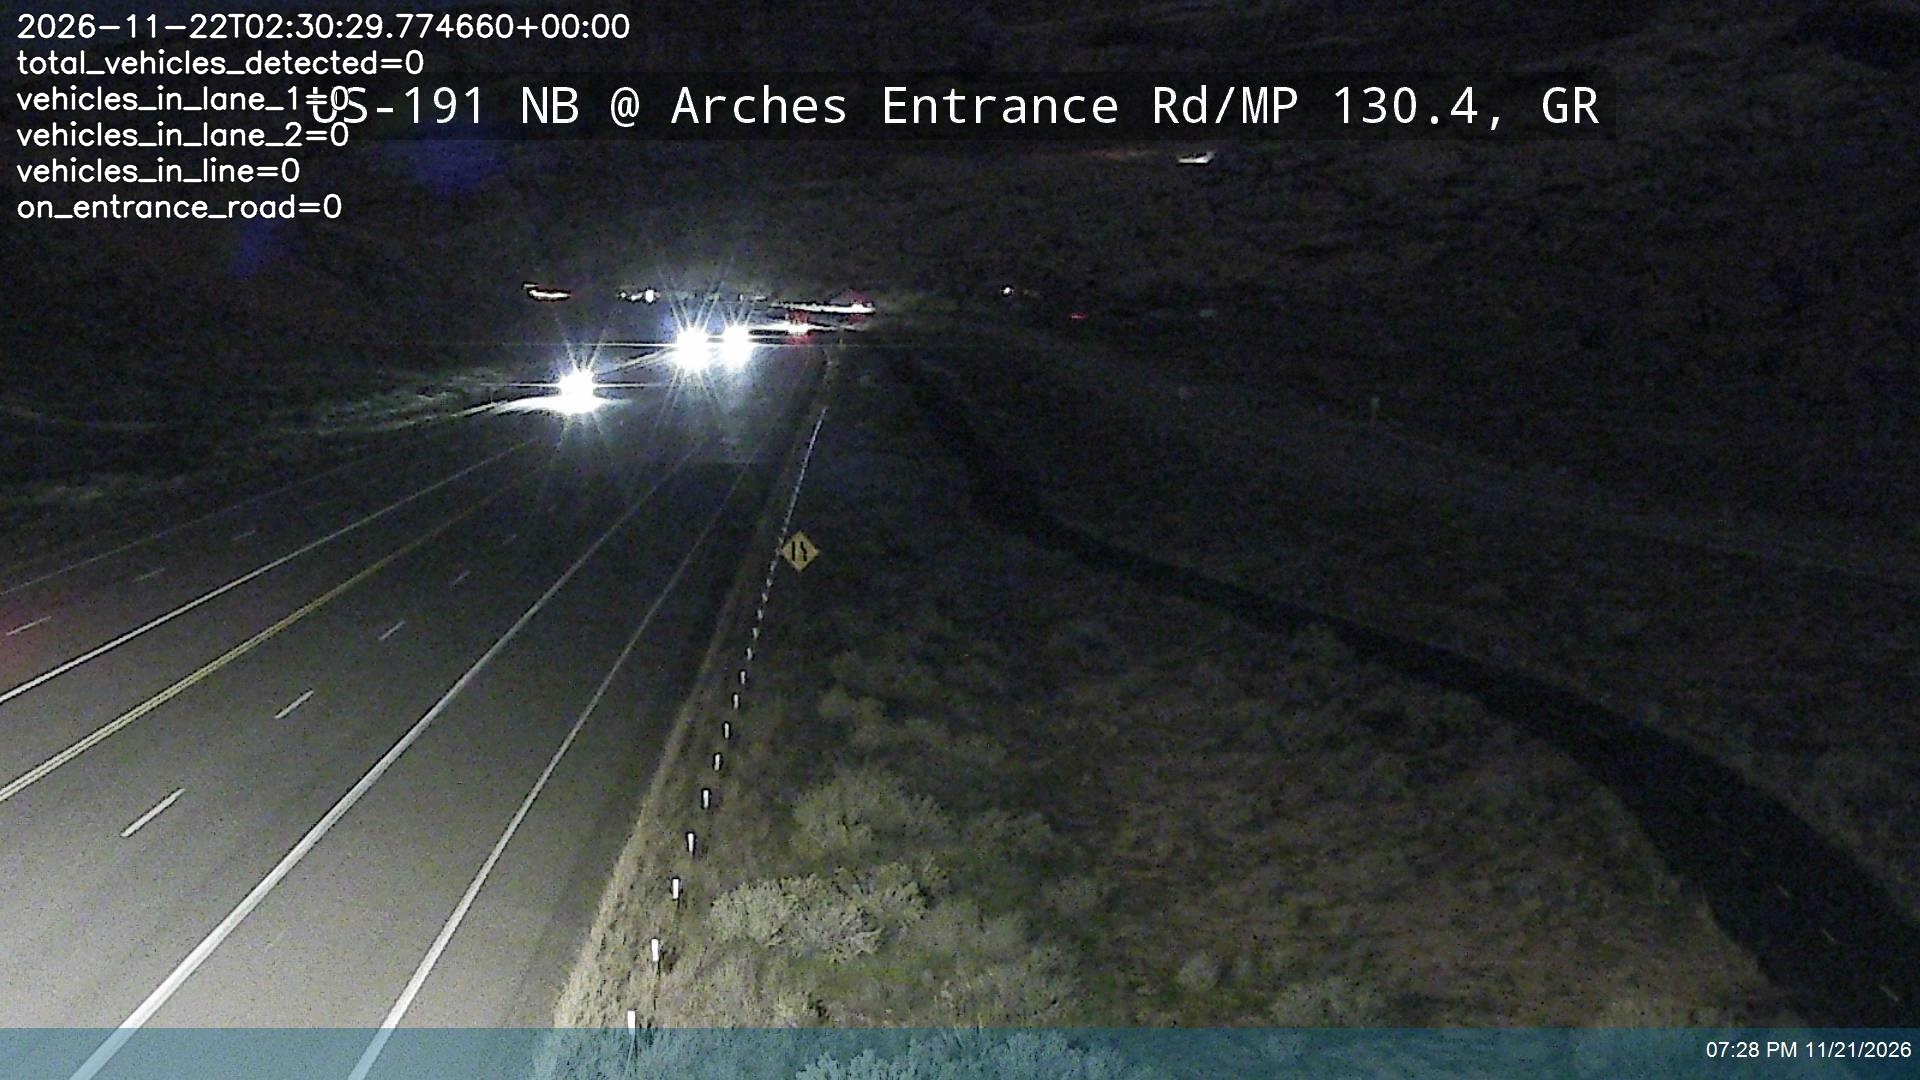 2026-11-22T02:30:29.774660+00:00
total_vehicles_detected=0
vehicles_in_lane_1=0
US-191 NB @ Arches Entrance Rd/MP 130.4, GR
vehicles_in_lane_2=0
vehicles_in_line=0
on_entrance_road=0
07:28 PM 11/21/2026